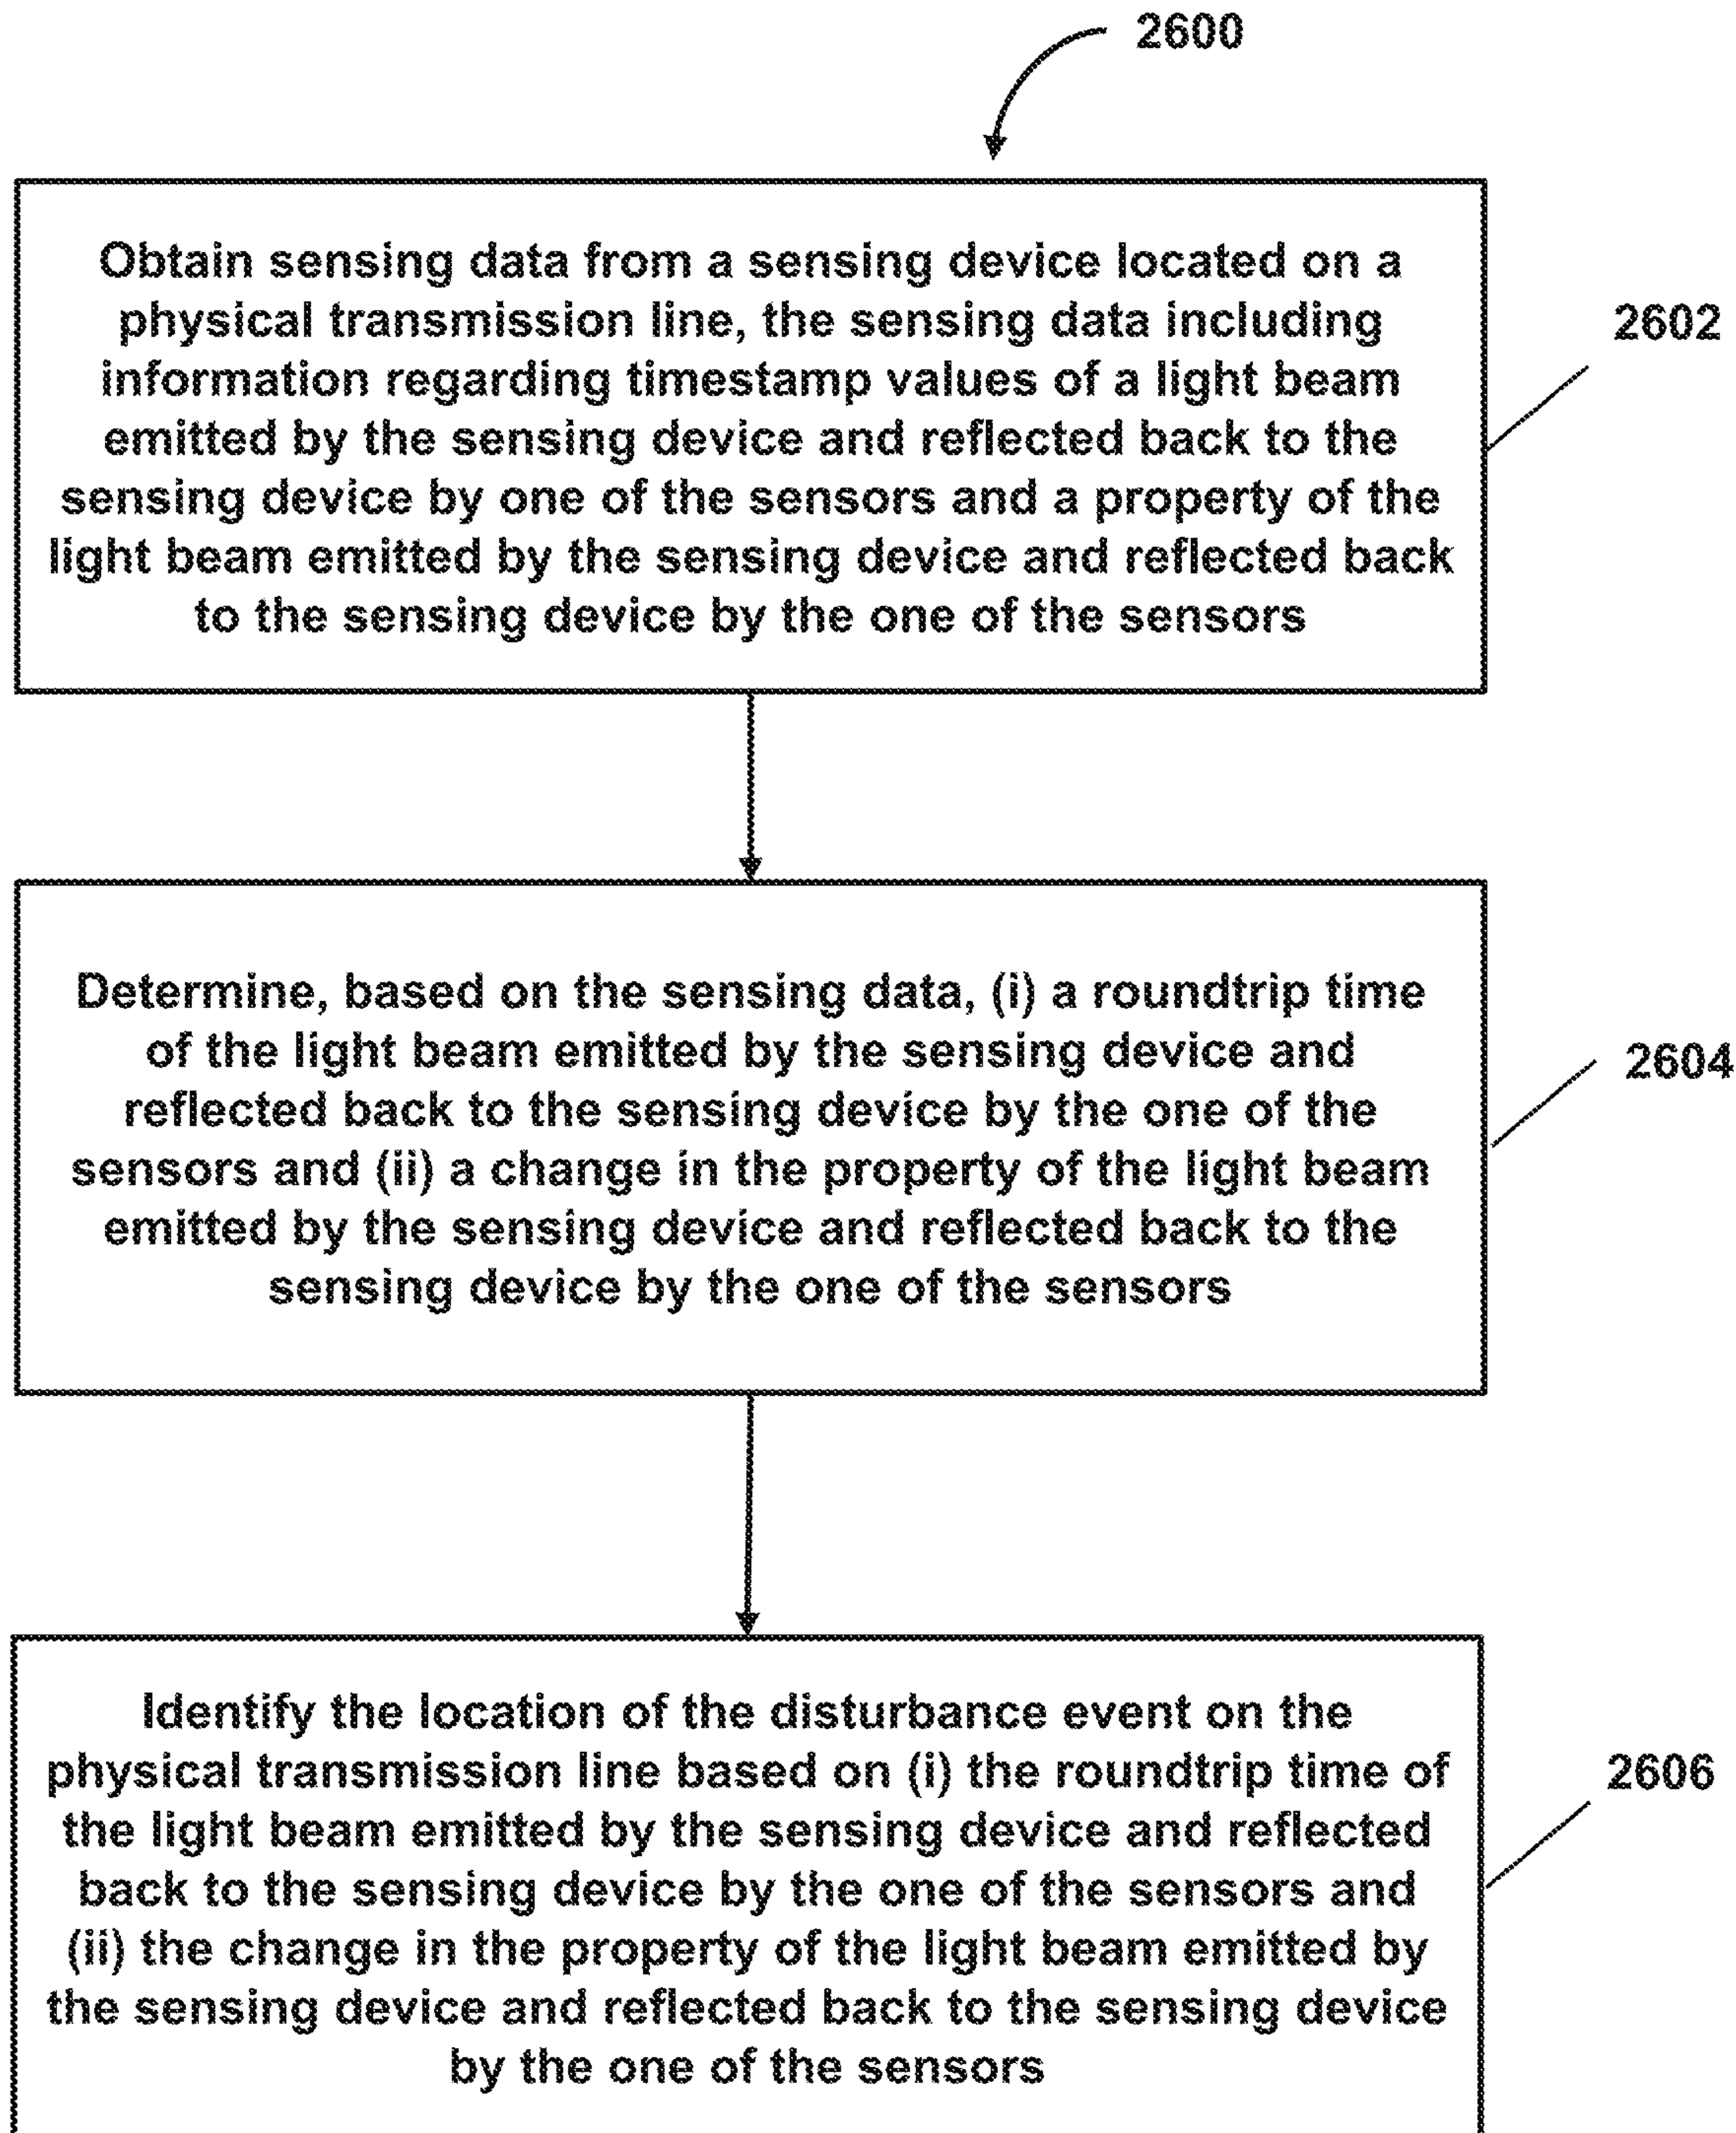 2600
Obtain sensing data from a sensing device located on a
physical transmission line, the sensing data including
information regarding timestamp values of a light beam
emitted by the sensing device and reflected back to the
sensing device by one of the sensors and a property of the
light beam emitted by the sensing device and reflected back
to the sensing device by the one of the sensors
2602
Determine, based on the sensing data, (i) a roundtrip time
of the light beam emitted by the sensing device and
reflected back to the sensing device by the one of the
sensors and (ii) a change in the property of the light beam
emitted by the sensing device and reflected back to the
sensing device by the one of the sensors
2604
Identify the location of the disturbance event on the
physical transmission line based on (i) the roundtrip time of
the light beam emitted by the sensing device and reflected
back to the sensing device by the one of the sensors and
(ii) the change in the property of the light beam emitted by
the sensing device and reflected back to the sensing device
by the one of the sensors
2606